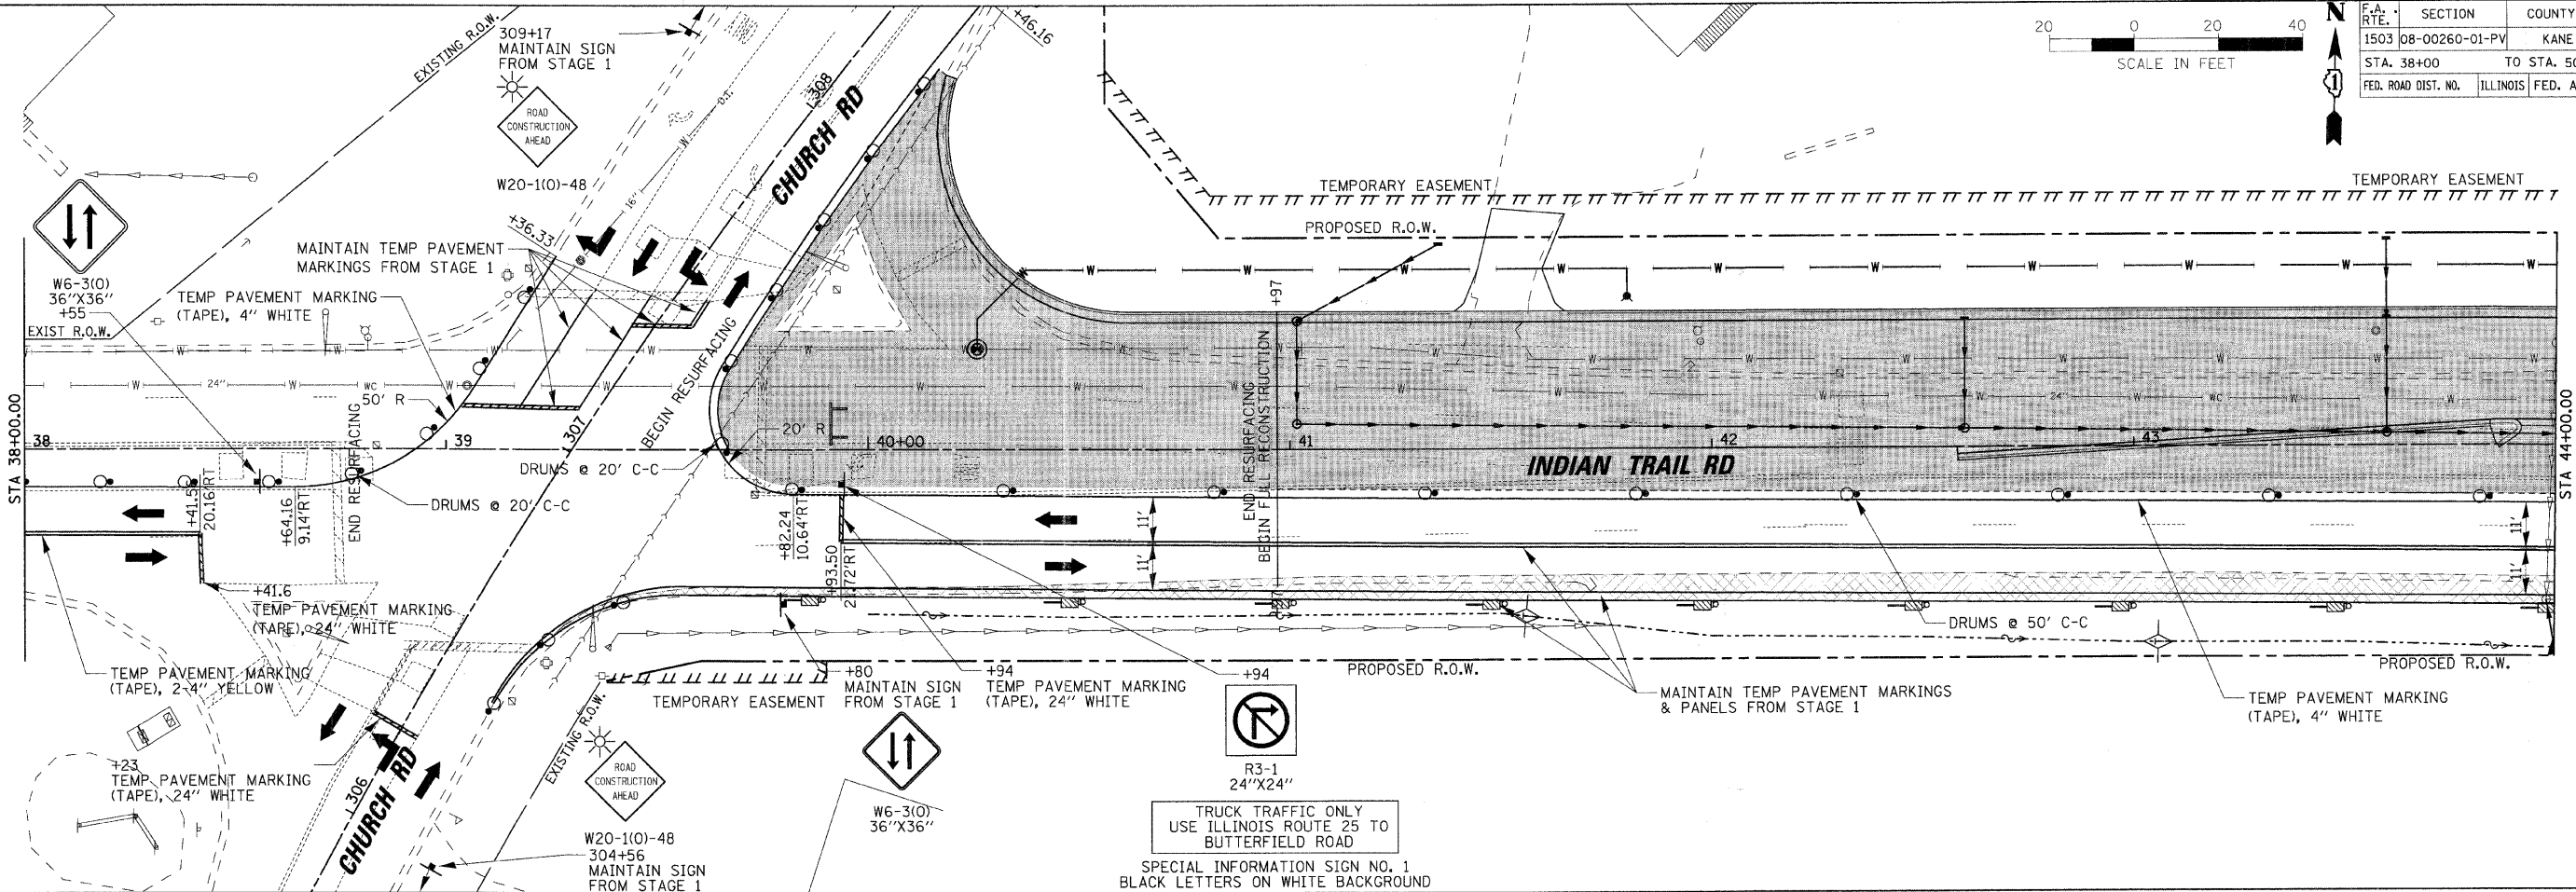 +46.16
309+17
MAINTAIN SIGN
FROM STAGE 1
EXISTING R.O.W.
ROAD
CONSTRUCTION
AHEAD
W20-1(O)-48
308
CHURCH RD
20 0 20 40
SCALE IN FEET
N
1
F.A. RTE. SECTION COUNTY
1503 08-00260-01-PV KANE
STA. 38+00 TO STA. 50
FED. ROAD DIST. NO. ILLINOIS FED. A
TEMPORARY EASEMENT
TEMPORARY EASEMENT
PROPOSED R.O.W.
16"
W
+36.33
MAINTAIN TEMP PAVEMENT
MARKINGS FROM STAGE 1
W6-3(O)
36"X36"
+55
TEMP PAVEMENT MARKING
(TAPE), 4" WHITE
EXIST R.O.W.
W 24" W WC W
50' R
+97
END RESURFACING
BEGIN FULL RECONSTRUCTION
BEGIN RESURFACING
END RESURFACING
STA 38+00.00
38
39
307
20' R
40+00
41
42
43
24"
WC
INDIAN TRAIL RD
STA 44+00.00
DRUMS @ 20' C-C
DRUMS @ 20' C-C
20.16'RT
+64.16
9.14'RT
+82.24
10.64'RT
+93.50
11'
11'
11'
11'
+41.6
TEMP PAVEMENT MARKING
(TAPE), 24" WHITE
TEMP PAVEMENT MARKING
(TAPE), 2-4" YELLOW
+23
TEMP PAVEMENT MARKING
(TAPE), 24" WHITE
306
CHURCH RD
EXISTING R.O.W.
TEMPORARY EASEMENT
+80
MAINTAIN SIGN
FROM STAGE 1
+94
TEMP PAVEMENT MARKING
(TAPE), 24" WHITE
+94
PROPOSED R.O.W.
DRUMS @ 50' C-C
MAINTAIN TEMP PAVEMENT MARKINGS
& PANELS FROM STAGE 1
PROPOSED R.O.W.
TEMP PAVEMENT MARKING
(TAPE), 4" WHITE
ROAD
CONSTRUCTION
AHEAD
W20-1(O)-48
304+56
MAINTAIN SIGN
FROM STAGE 1
W6-3(O)
36"X36"
R3-1
24"X24"
TRUCK TRAFFIC ONLY
USE ILLINOIS ROUTE 25 TO
BUTTERFIELD ROAD
SPECIAL INFORMATION SIGN NO. 1
BLACK LETTERS ON WHITE BACKGROUND